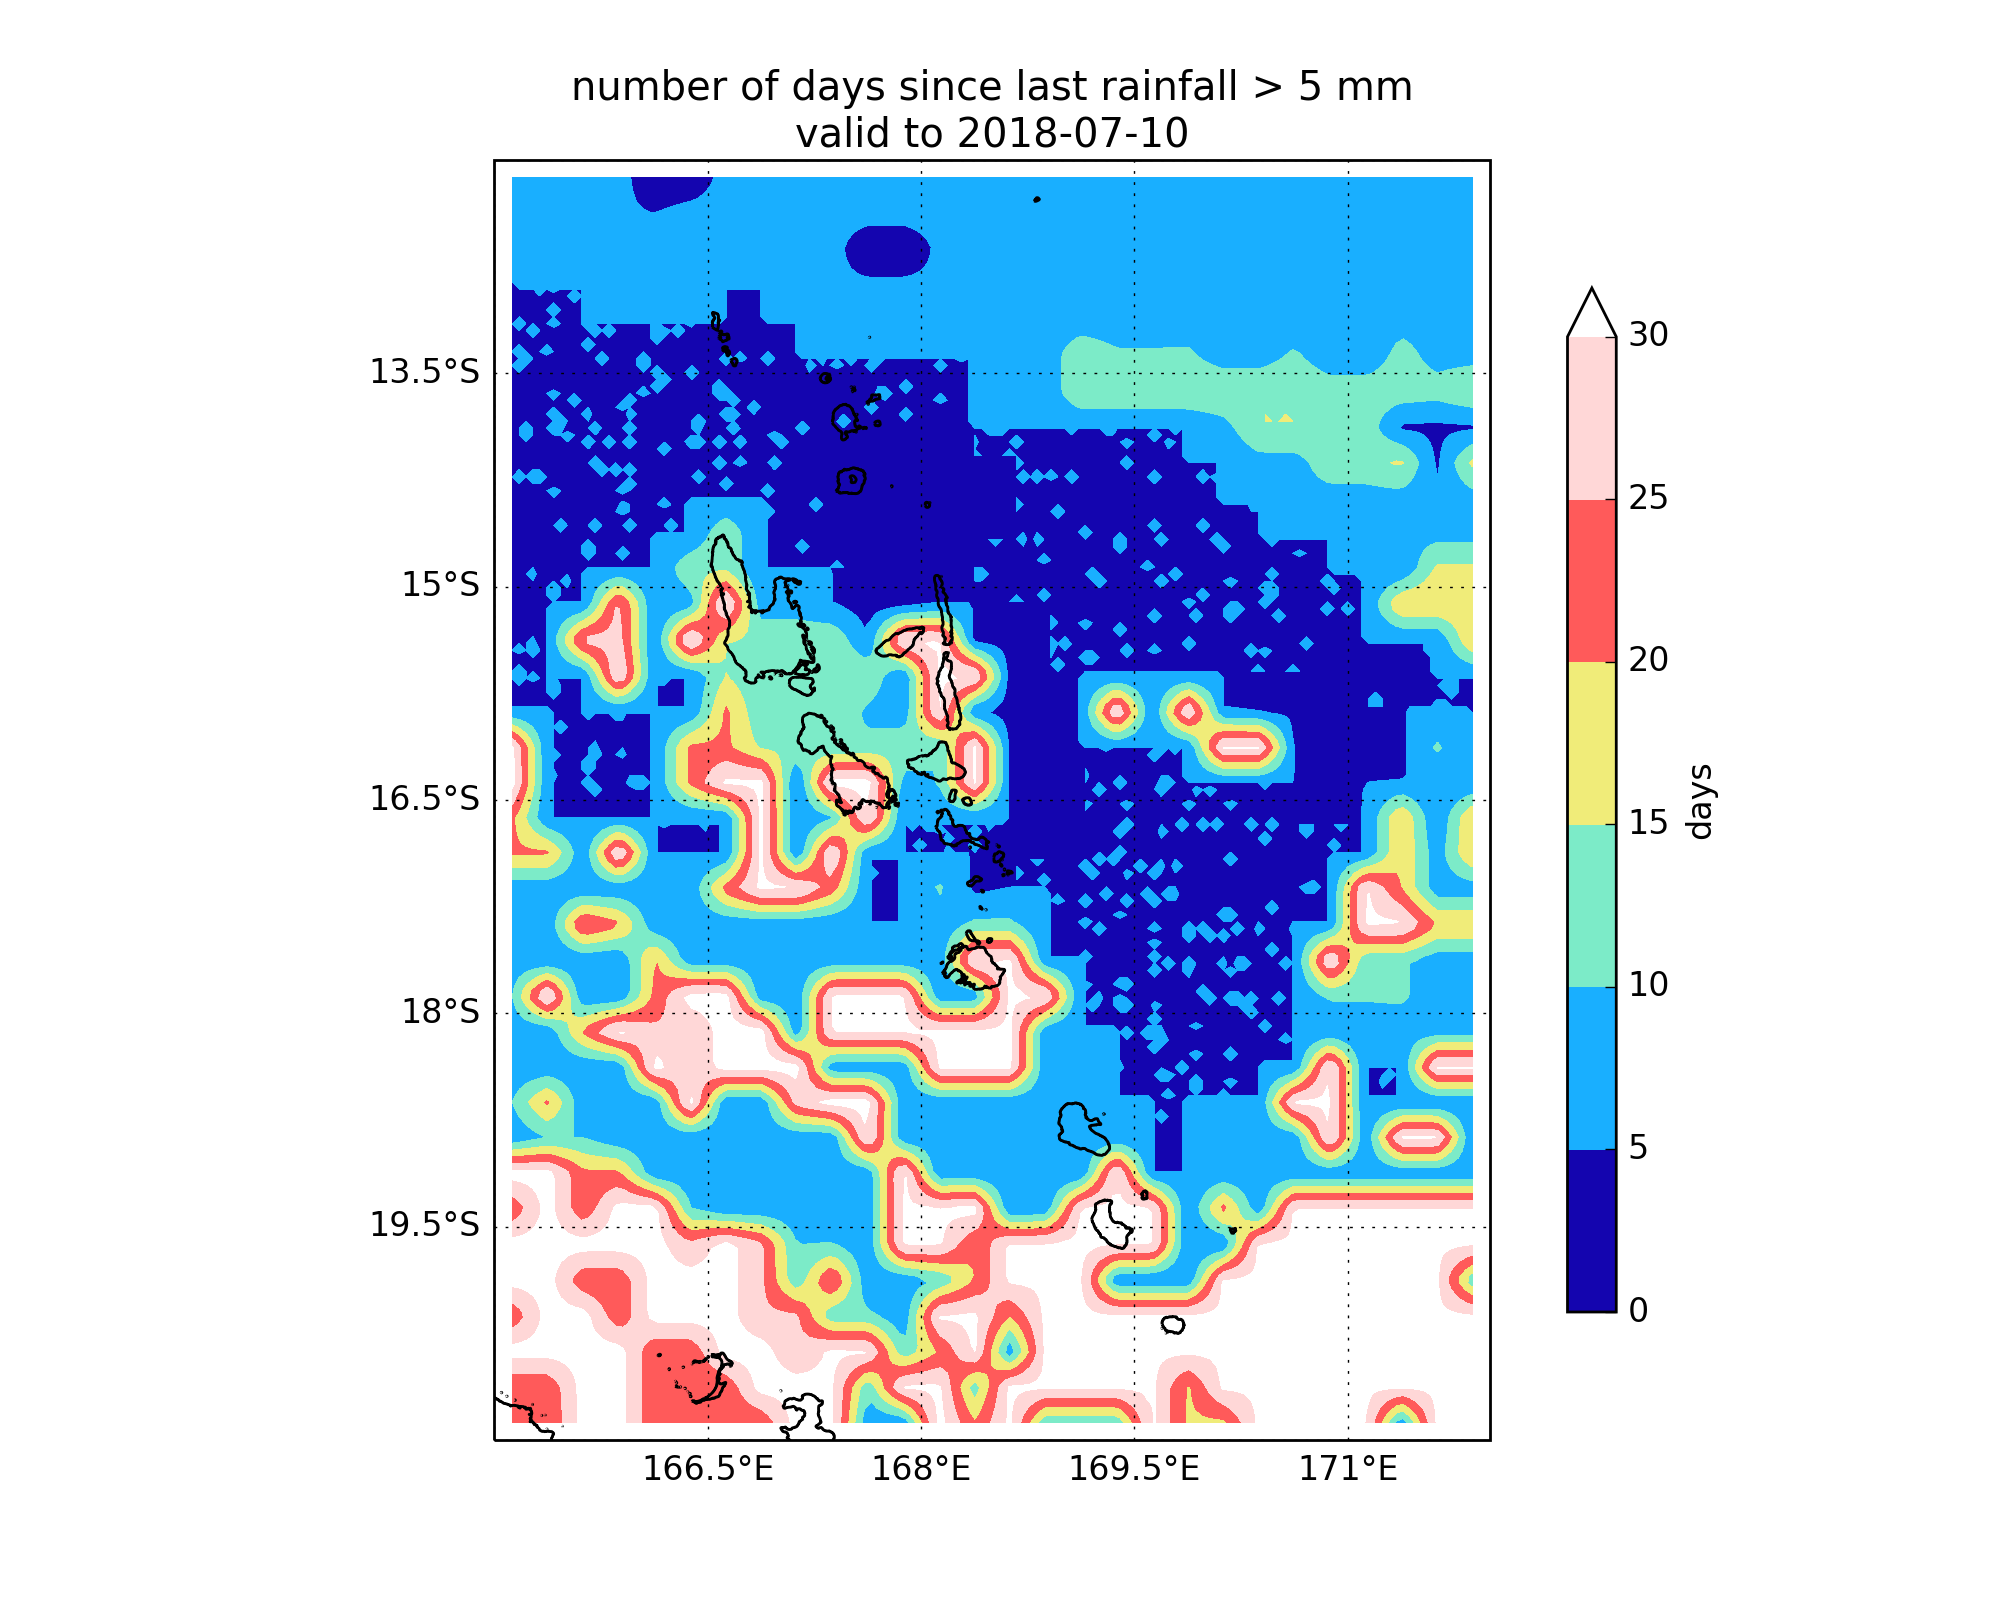 number of days since last rainfall > 5 mm
valid to 2018-07-10
13.5°S
15°S
16.5°S
18°S
19.5°S
166.5°E
168°E
169.5°E
171°E
30
25
20
15
10
5
0
days